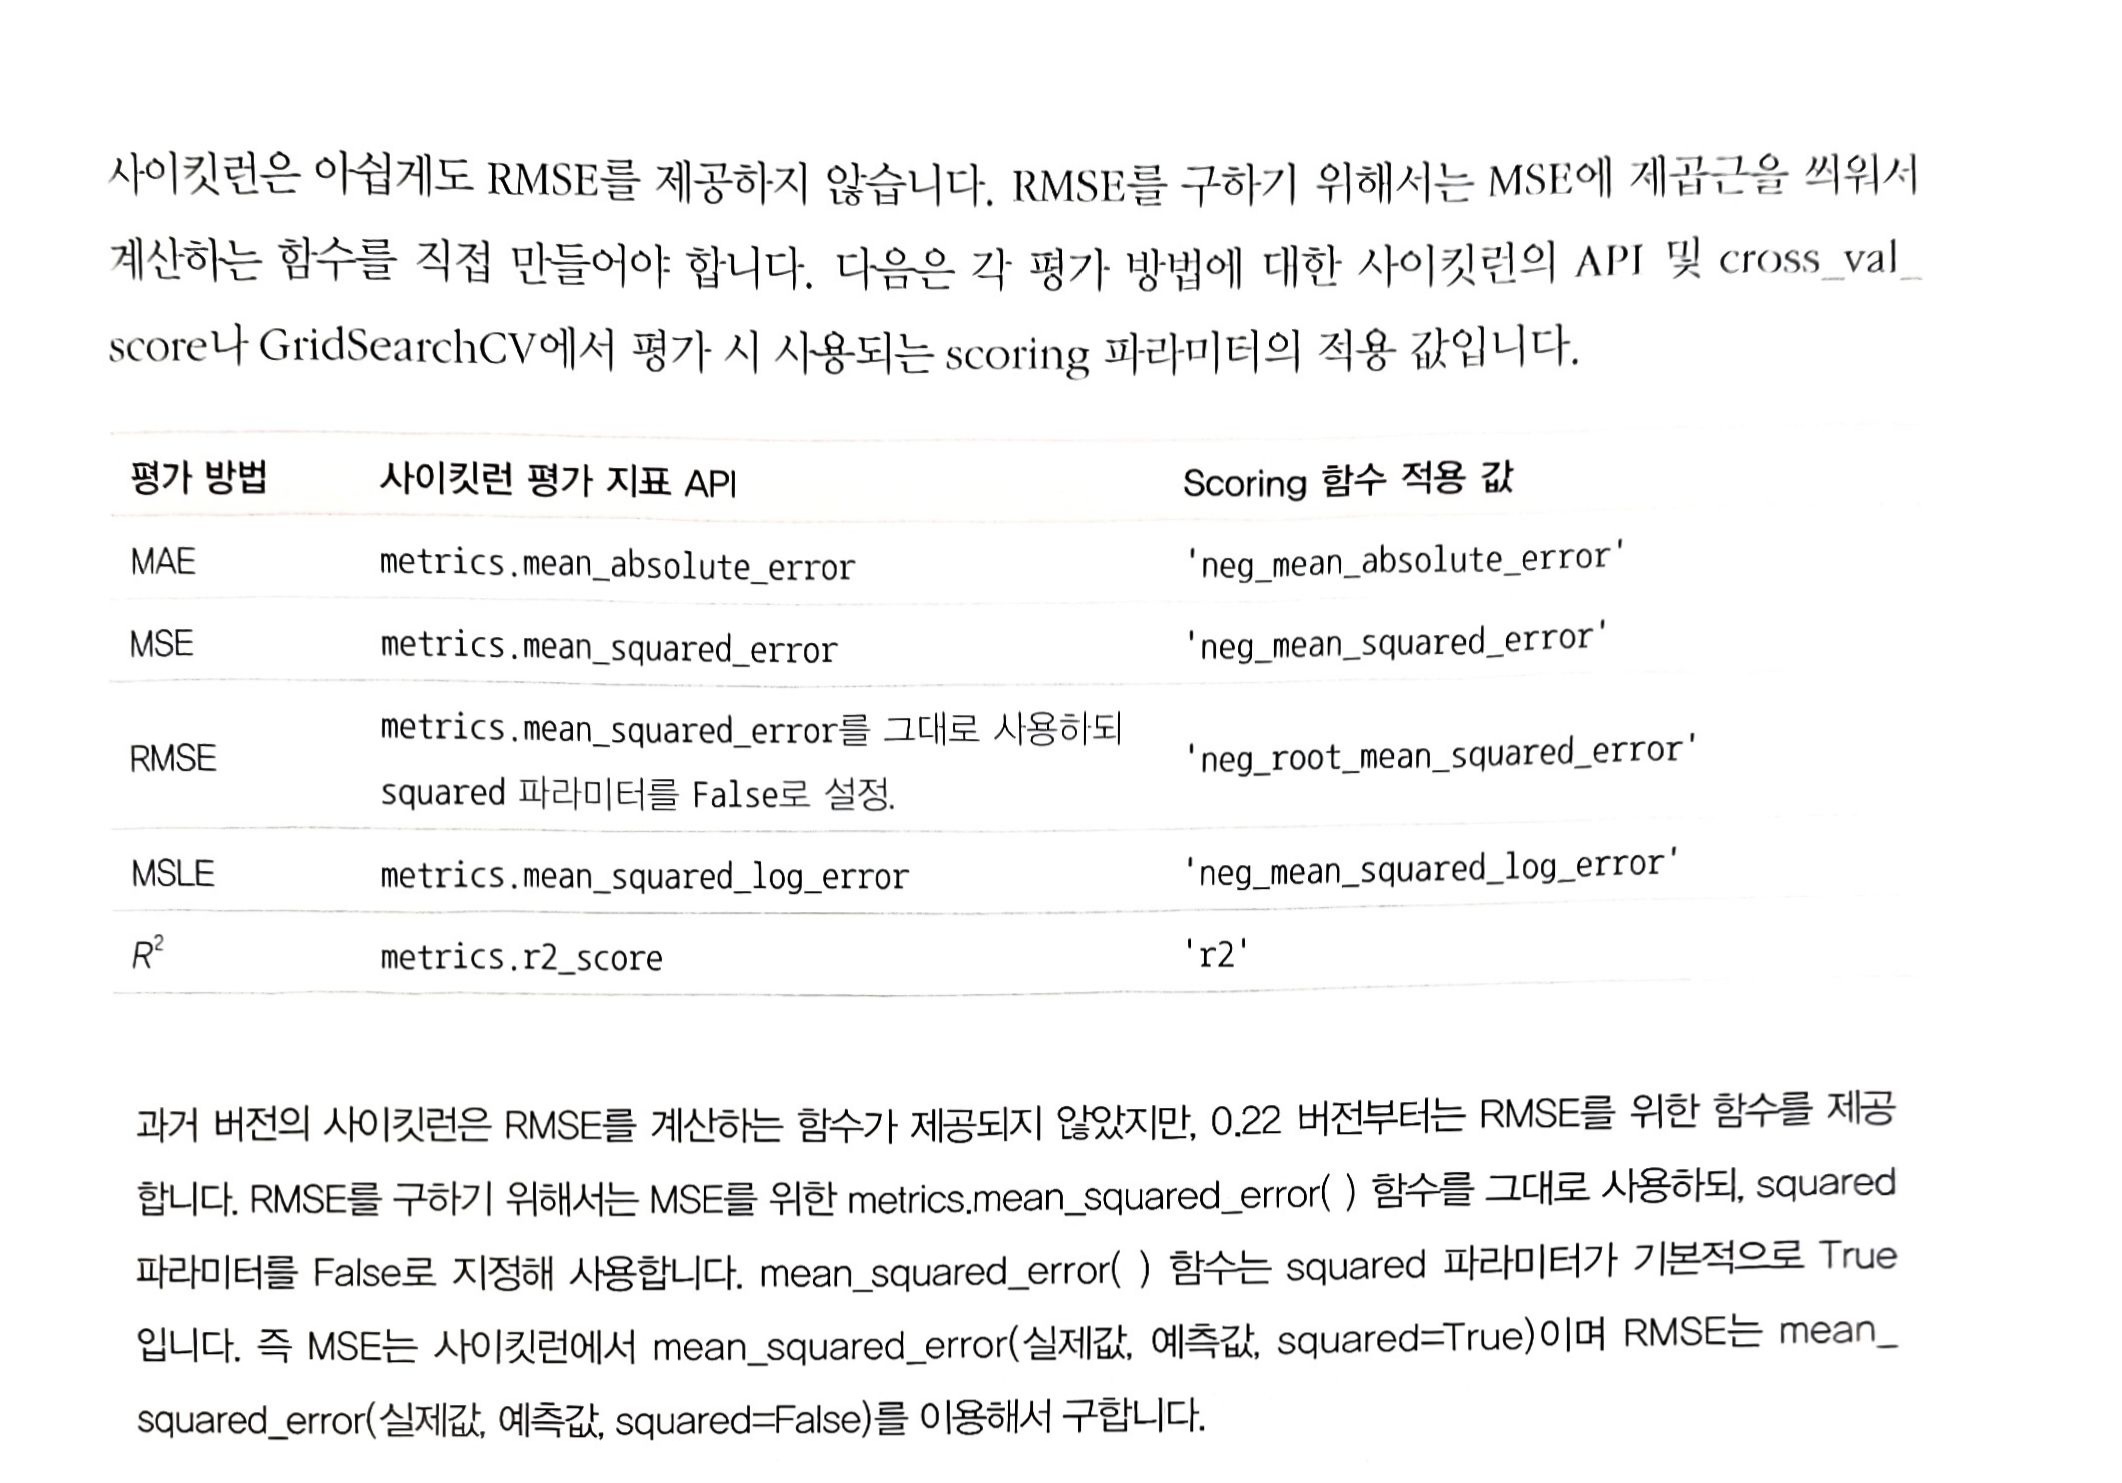 사이킷런은 아쉽게도 RMSE를 제공하지 않습니다. RMSE를 구하기 위해서는 MSE에 제곱근을 씌워서
계산하는 함수를 직접 만들어야 합니다. 다음은 각 평가 방법에 대한 사이킷런의 API 및 cross_val_
score나 GridSearchCV에서 평가 시 사용되는 scoring 파라미터의 적용 값입니다.
평가 방법 사이킷런 평가 지표 API Scoring 함수 적용 값
MAE metrics.mean_absolute_error 'neg_mean_absolute_error'
MSE metrics.mean_squared_error 'neg_mean_squared_error'
RMSE metrics.mean_squared_error를 그대로 사용하되
squared 파라미터를 False로 설정. 'neg_root_mean_squared_error'
MSLE metrics.mean_squared_log_error 'neg_mean_squared_log_error'
R² metrics.r2_score 'r2'
과거 버전의 사이킷런은 RMSE를 계산하는 함수가 제공되지 않았지만, 0.22 버전부터는 RMSE를 위한 함수를 제공
합니다. RMSE를 구하기 위해서는 MSE를 위한 metrics.mean_squared_error( ) 함수를 그대로 사용하되, squared
파라미터를 False로 지정해 사용합니다. mean_squared_error( ) 함수는 squared 파라미터가 기본적으로 True
입니다. 즉 MSE는 사이킷런에서 mean_squared_error(실제값, 예측값, squared=True)이며 RMSE는 mean_
squared_error(실제값, 예측값, squared=False)를 이용해서 구합니다.